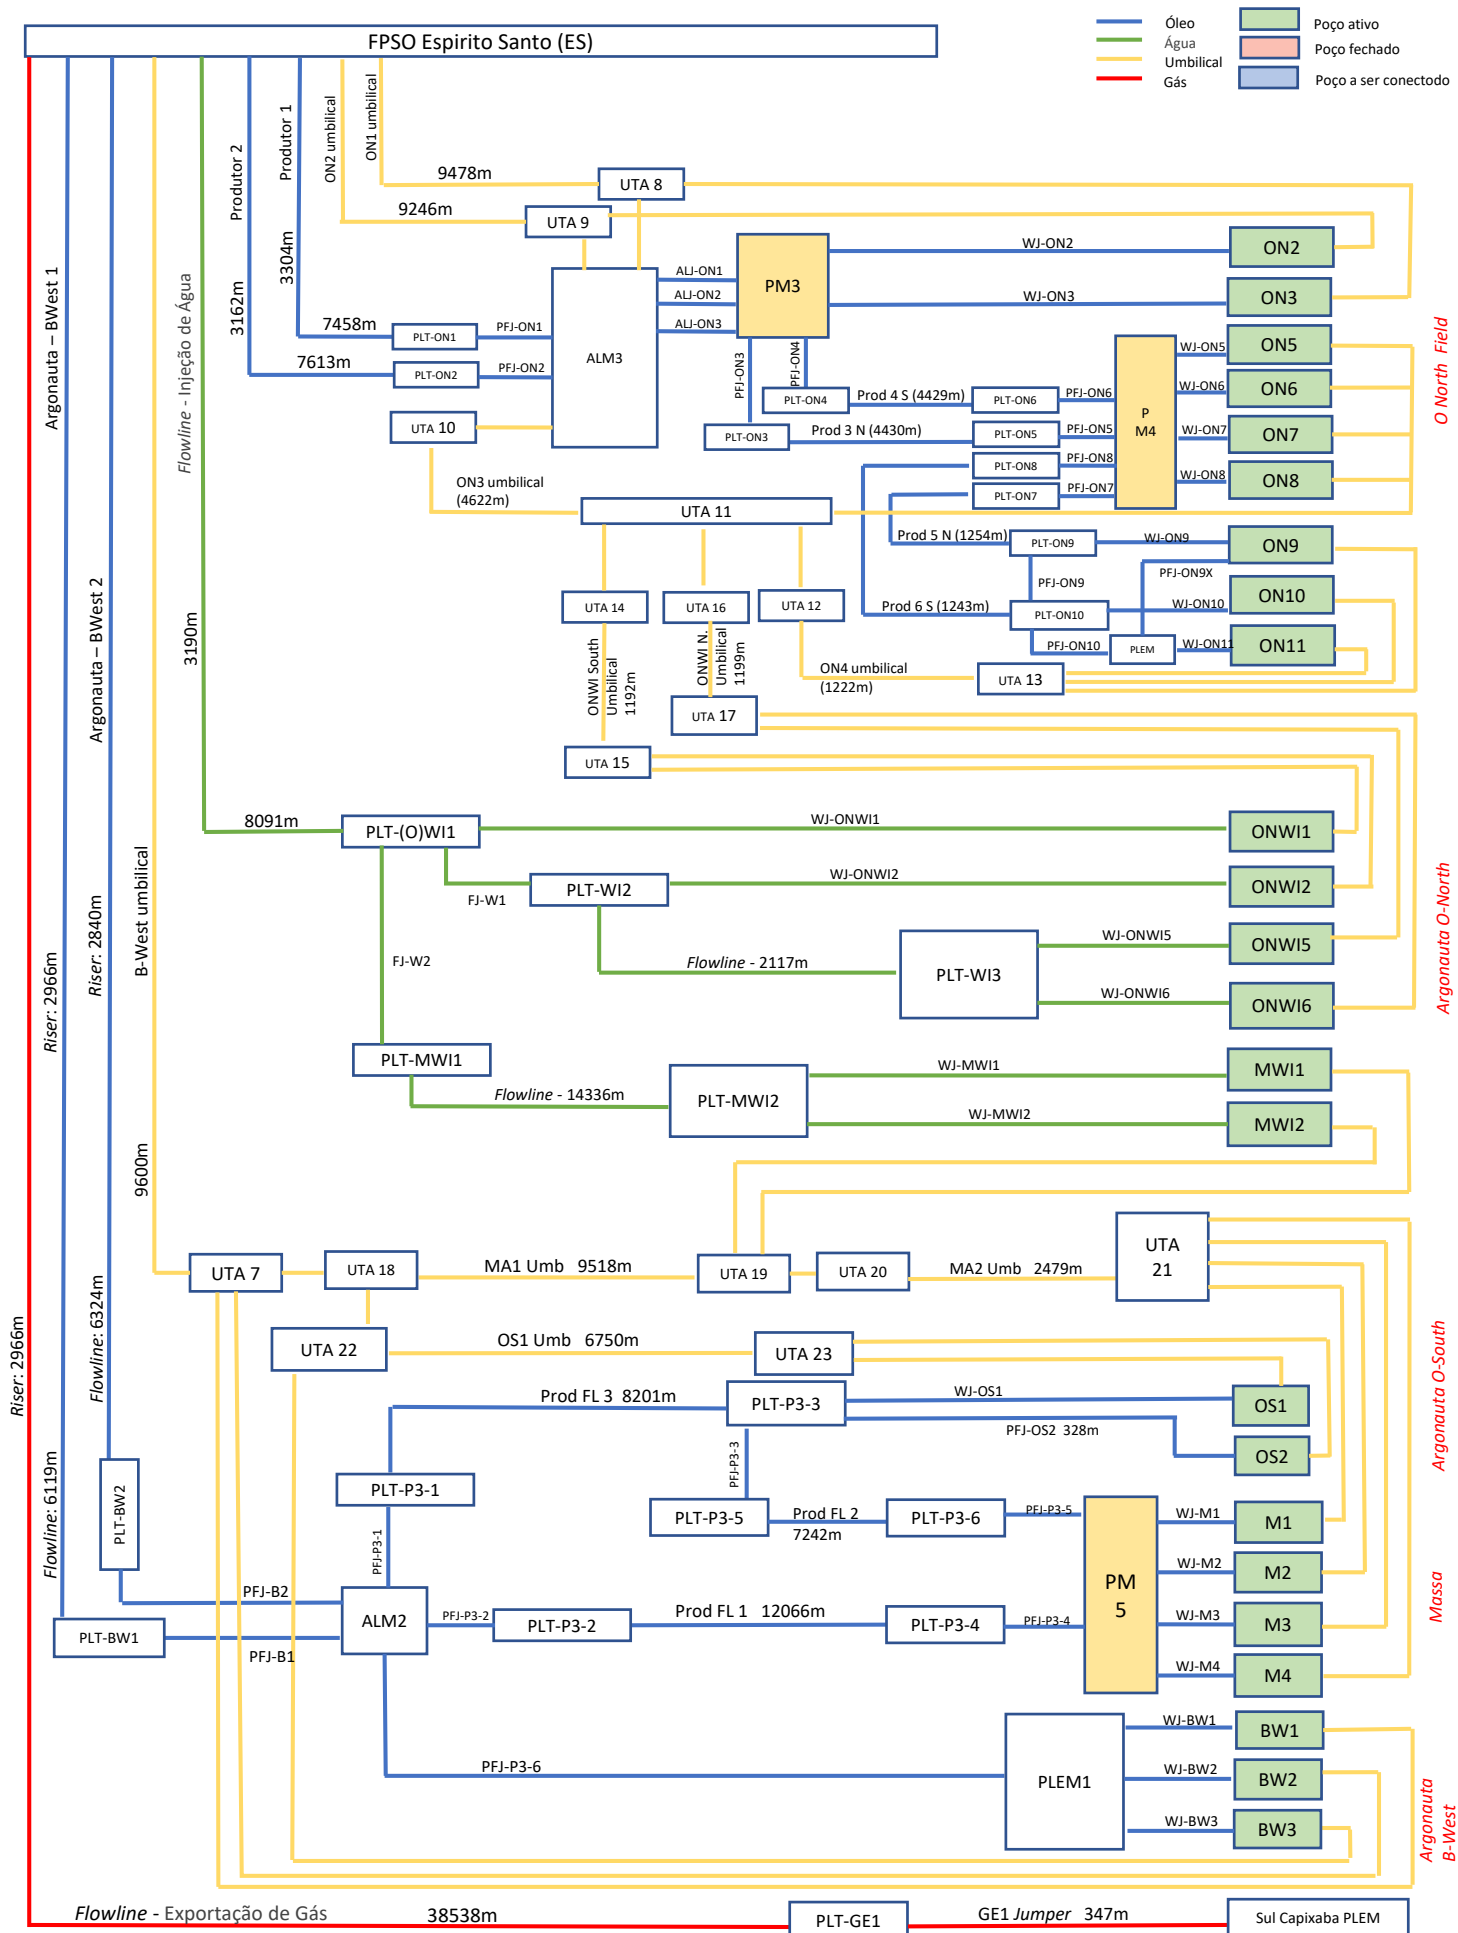 FPSO Espirito Santo (ES)
Óleo
Água
Umbilical
Gás
Poço ativo
Poço fechado
Poço a ser conectodo
Argonauta – BWest 1
Argonauta – BWest 2
Flowline - Injeção de Água
Produtor 2
Produtor 1
ON2 umbilical
ON1 umbilical
3162m
3304m
9478m
9246m
UTA 8
UTA 9
7458m
7613m
PLT-ON1
PLT-ON2
PFJ-ON1
PFJ-ON2
ALM3
ALJ-ON1
ALJ-ON2
ALJ-ON3
PM3
WJ-ON2
WJ-ON3
ON2
ON3
PFJ-ON3
PFJ-ON4
PLT-ON4
PLT-ON3
Prod 4 S (4429m)
Prod 3 N (4430m)
PLT-ON6
PLT-ON5
PLT-ON8
PLT-ON7
PFJ-ON6
PFJ-ON5
PFJ-ON8
PFJ-ON7
P
M4
WJ-ON5
WJ-ON6
WJ-ON7
WJ-ON8
ON5
ON6
ON7
ON8
O North Field
UTA 10
ON3 umbilical
(4622m)
UTA 11
Prod 5 N (1254m)
Prod 6 S (1243m)
PLT-ON9
PFJ-ON9
PLT-ON10
WJ-ON9
PFJ-ON9X
WJ-ON10
PFJ-ON10
PLEM
WJ-ON11
ON9
ON10
ON11
UTA 14
UTA 16
UTA 12
ONWI South
Umbilical
1192m
ONWI N.
Umbilical
1199m
ON4 umbilical
(1222m)
UTA 13
UTA 17
UTA 15
3190m
8091m
PLT-(O)WI1
WJ-ONWI1
ONWI1
FJ-W1
PLT-WI2
WJ-ONWI2
ONWI2
FJ-W2
Flowline - 2117m
PLT-WI3
WJ-ONWI5
WJ-ONWI6
ONWI5
ONWI6
Argonauta O-North
PLT-MWI1
Flowline - 14336m
PLT-MWI2
WJ-MWI1
WJ-MWI2
MWI1
MWI2
Riser: 2966m
Riser: 2840m
B-West umbilical
9600m
UTA 7
UTA 18
MA1 Umb 9518m
UTA 19
UTA 20
MA2 Umb 2479m
UTA
21
UTA 22
OS1 Umb 6750m
UTA 23
Riser: 2966m
Flowline: 6119m
Flowline: 6324m
Prod FL 3 8201m
PLT-P3-3
WJ-OS1
PFJ-OS2 328m
OS1
OS2
Argonauta O-South
PLT-BW2
PLT-P3-1
PFJ-P3-1
PFJ-P3-3
PLT-P3-5
Prod FL 2
7242m
PLT-P3-6
PFJ-P3-5
PM
5
WJ-M1
WJ-M2
WJ-M3
WJ-M4
M1
M2
M3
M4
Massa
PFJ-B2
PLT-BW1
PFJ-B1
ALM2
PFJ-P3-2
PLT-P3-2
Prod FL 1 12066m
PLT-P3-4
PFJ-P3-4
PFJ-P3-6
PLEM1
WJ-BW1
WJ-BW2
WJ-BW3
BW1
BW2
BW3
Argonauta
B-West
Flowline - Exportação de Gás
38538m
PLT-GE1
GE1 Jumper 347m
Sul Capixaba PLEM